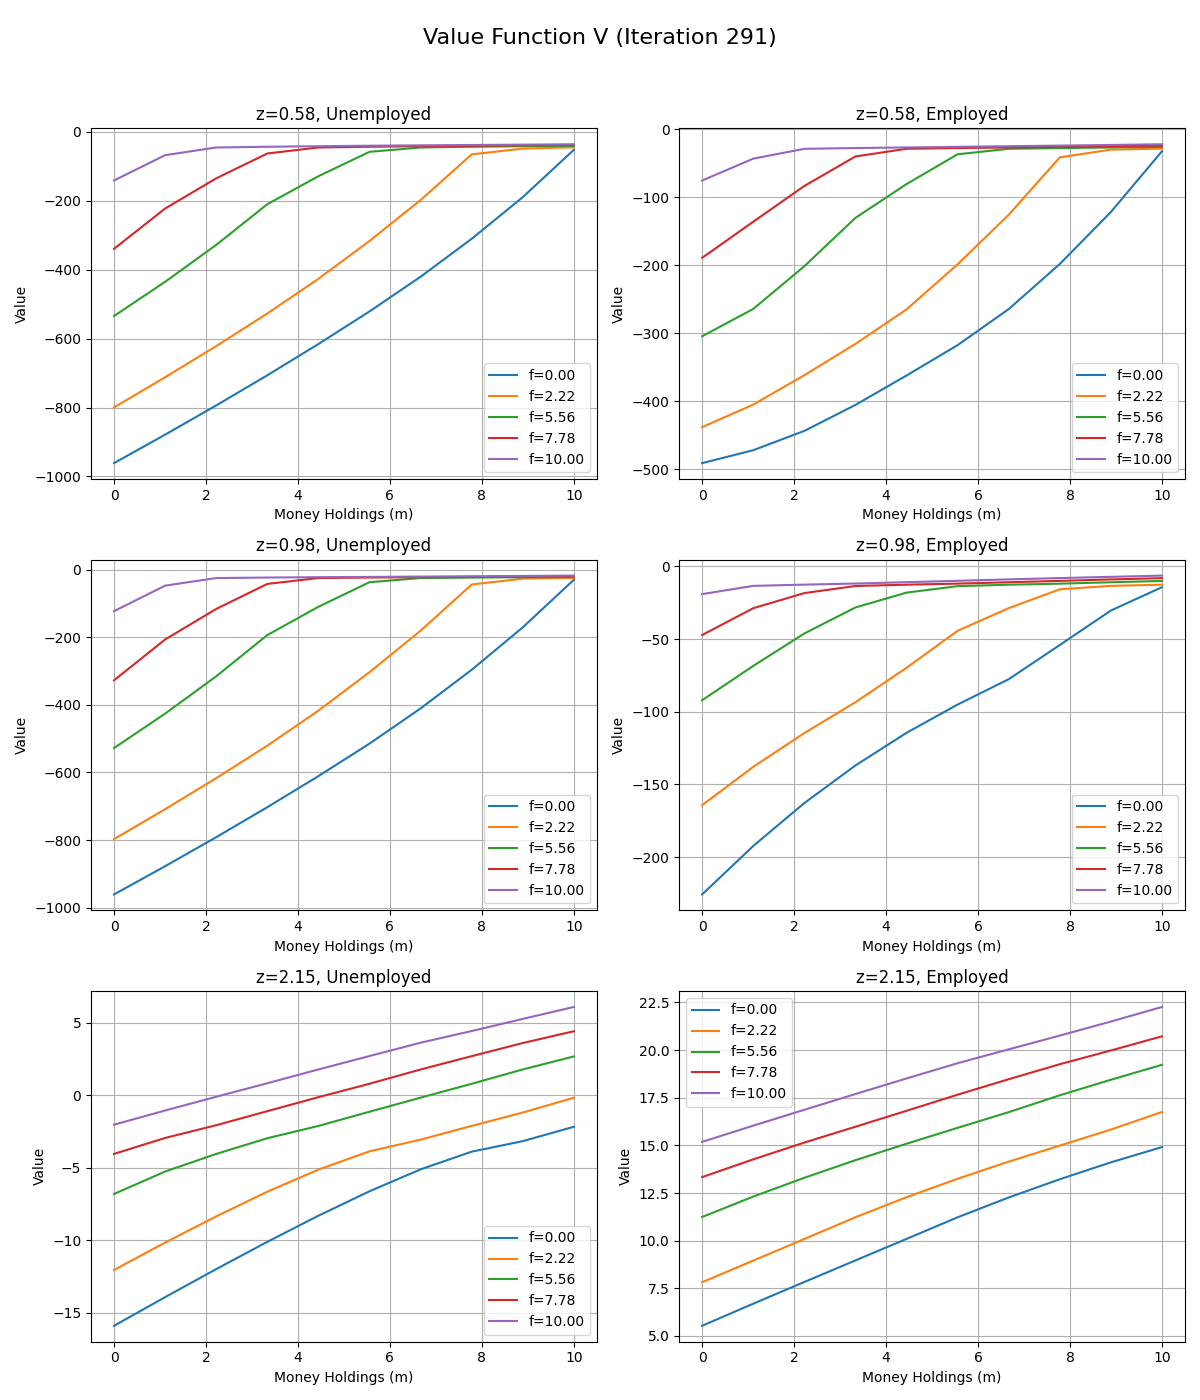 Value Function V (Iteration 291)
z=0.58, Unemployed
0
−200
−400
−600
−800
−1000
Value
0 2 4 6 8 10
Money Holdings (m)
f=0.00
f=2.22
f=5.56
f=7.78
f=10.00
z=0.58, Employed
0
−100
−200
−300
−400
−500
Value
0 2 4 6 8 10
Money Holdings (m)
f=0.00
f=2.22
f=5.56
f=7.78
f=10.00
z=0.98, Unemployed
0
−200
−400
−600
−800
−1000
Value
0 2 4 6 8 10
Money Holdings (m)
f=0.00
f=2.22
f=5.56
f=7.78
f=10.00
z=0.98, Employed
0
−50
−100
−150
−200
Value
0 2 4 6 8 10
Money Holdings (m)
f=0.00
f=2.22
f=5.56
f=7.78
f=10.00
z=2.15, Unemployed
5
0
−5
−10
−15
Value
0 2 4 6 8 10
Money Holdings (m)
f=0.00
f=2.22
f=5.56
f=7.78
f=10.00
z=2.15, Employed
22.5
20.0
17.5
15.0
12.5
10.0
7.5
5.0
Value
0 2 4 6 8 10
Money Holdings (m)
f=0.00
f=2.22
f=5.56
f=7.78
f=10.00